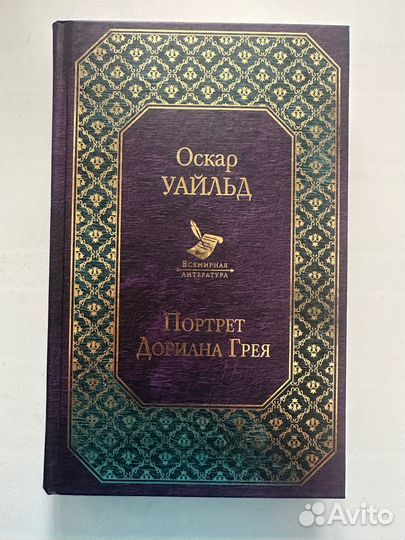 Оскар
УАЙЛЬД
ВСЕМИРНАЯ
ЛИТЕРАТУРА
ПОРТРЕТ
ДОРИАНА ГРЕЯ
Avito